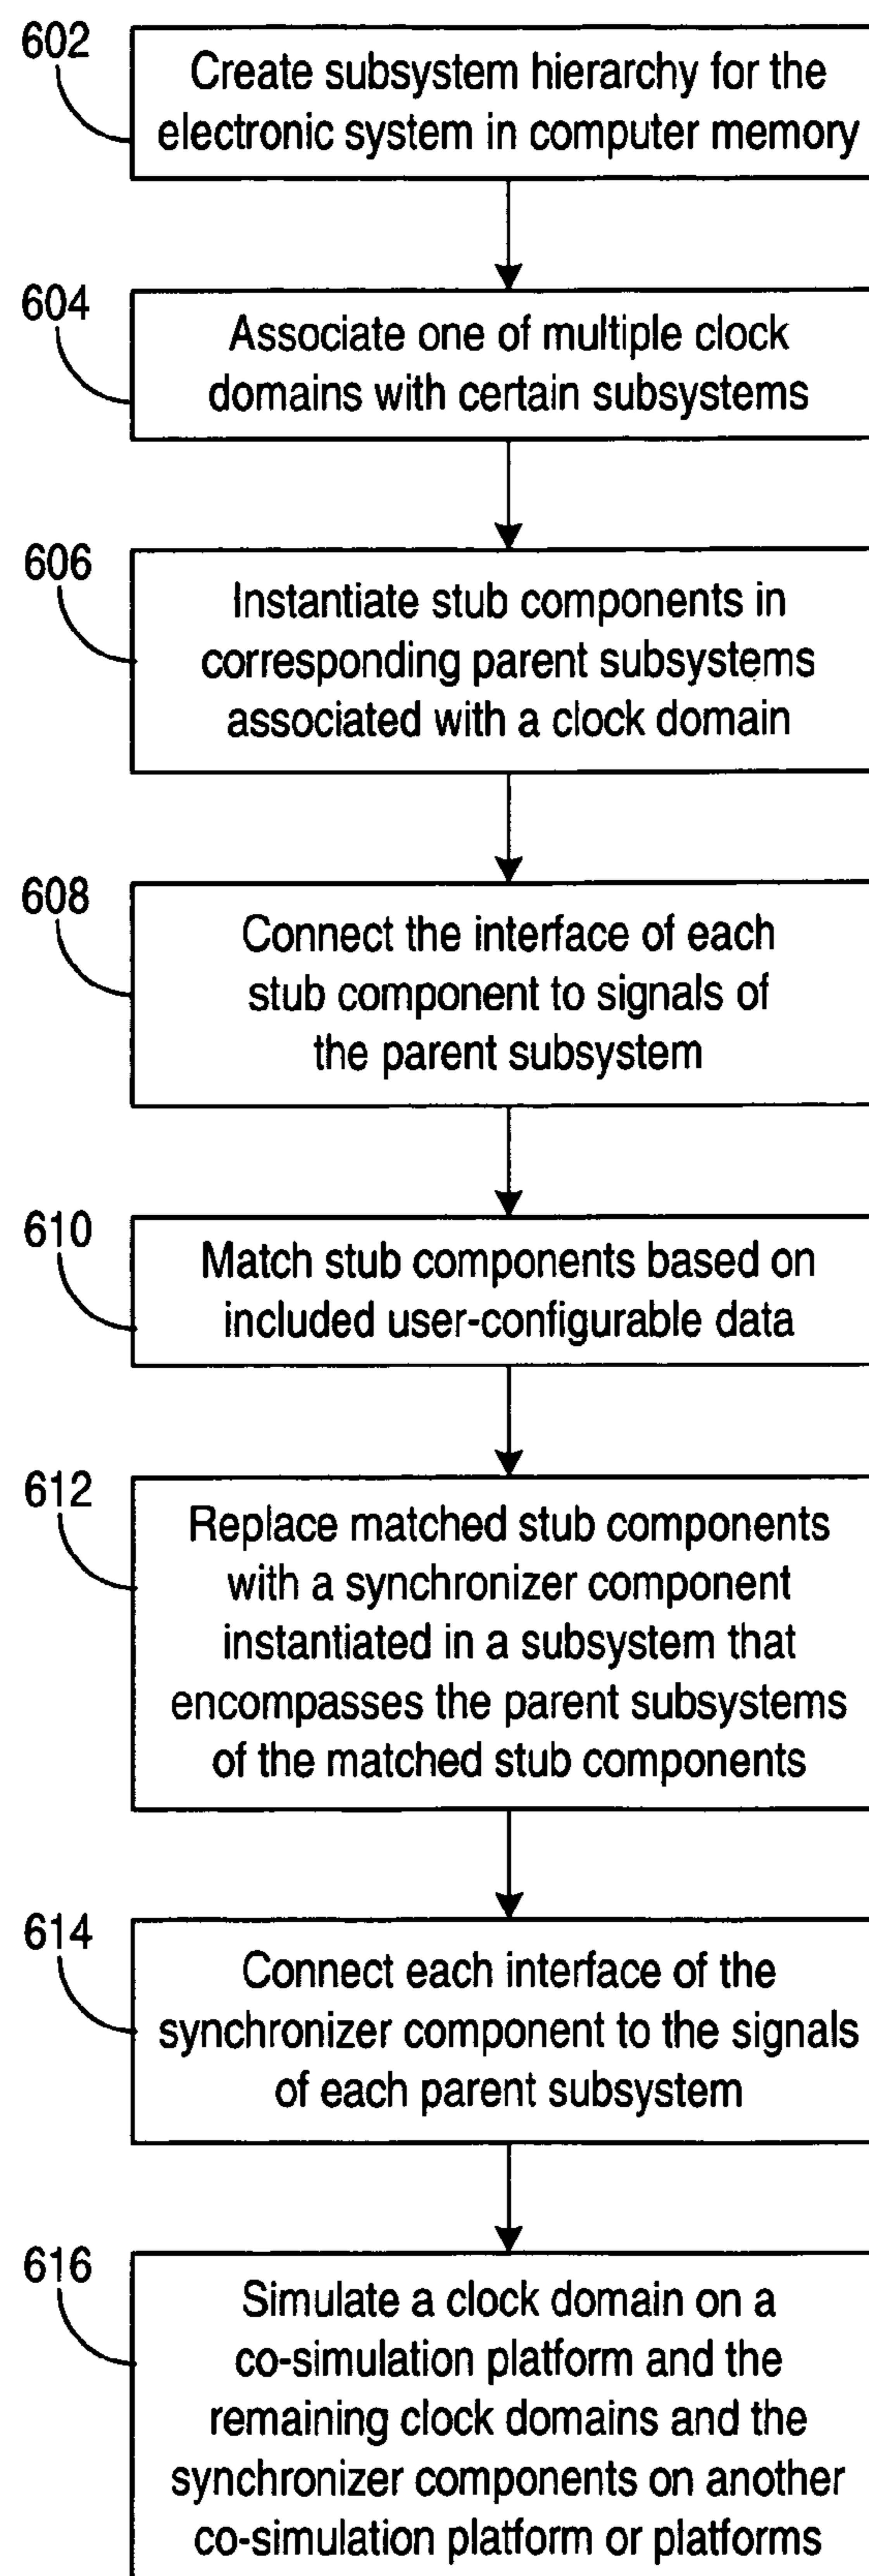 602
Create subsystem hierarchy for the
electronic system in computer memory
604
Associate one of multiple clock
domains with certain subsystems
606
Instantiate stub components in
corresponding parent subsystems
associated with a clock domain
608
Connect the interface of each
stub component to signals of
the parent subsystem
610
Match stub components based on
included user-configurable data
612
Replace matched stub components
with a synchronizer component
instantiated in a subsystem that
encompasses the parent subsystems
of the matched stub components
614
Connect each interface of the
synchronizer component to the signals
of each parent subsystem
616
Simulate a clock domain on a
co-simulation platform and the
remaining clock domains and the
synchronizer components on another
co-simulation platform or platforms